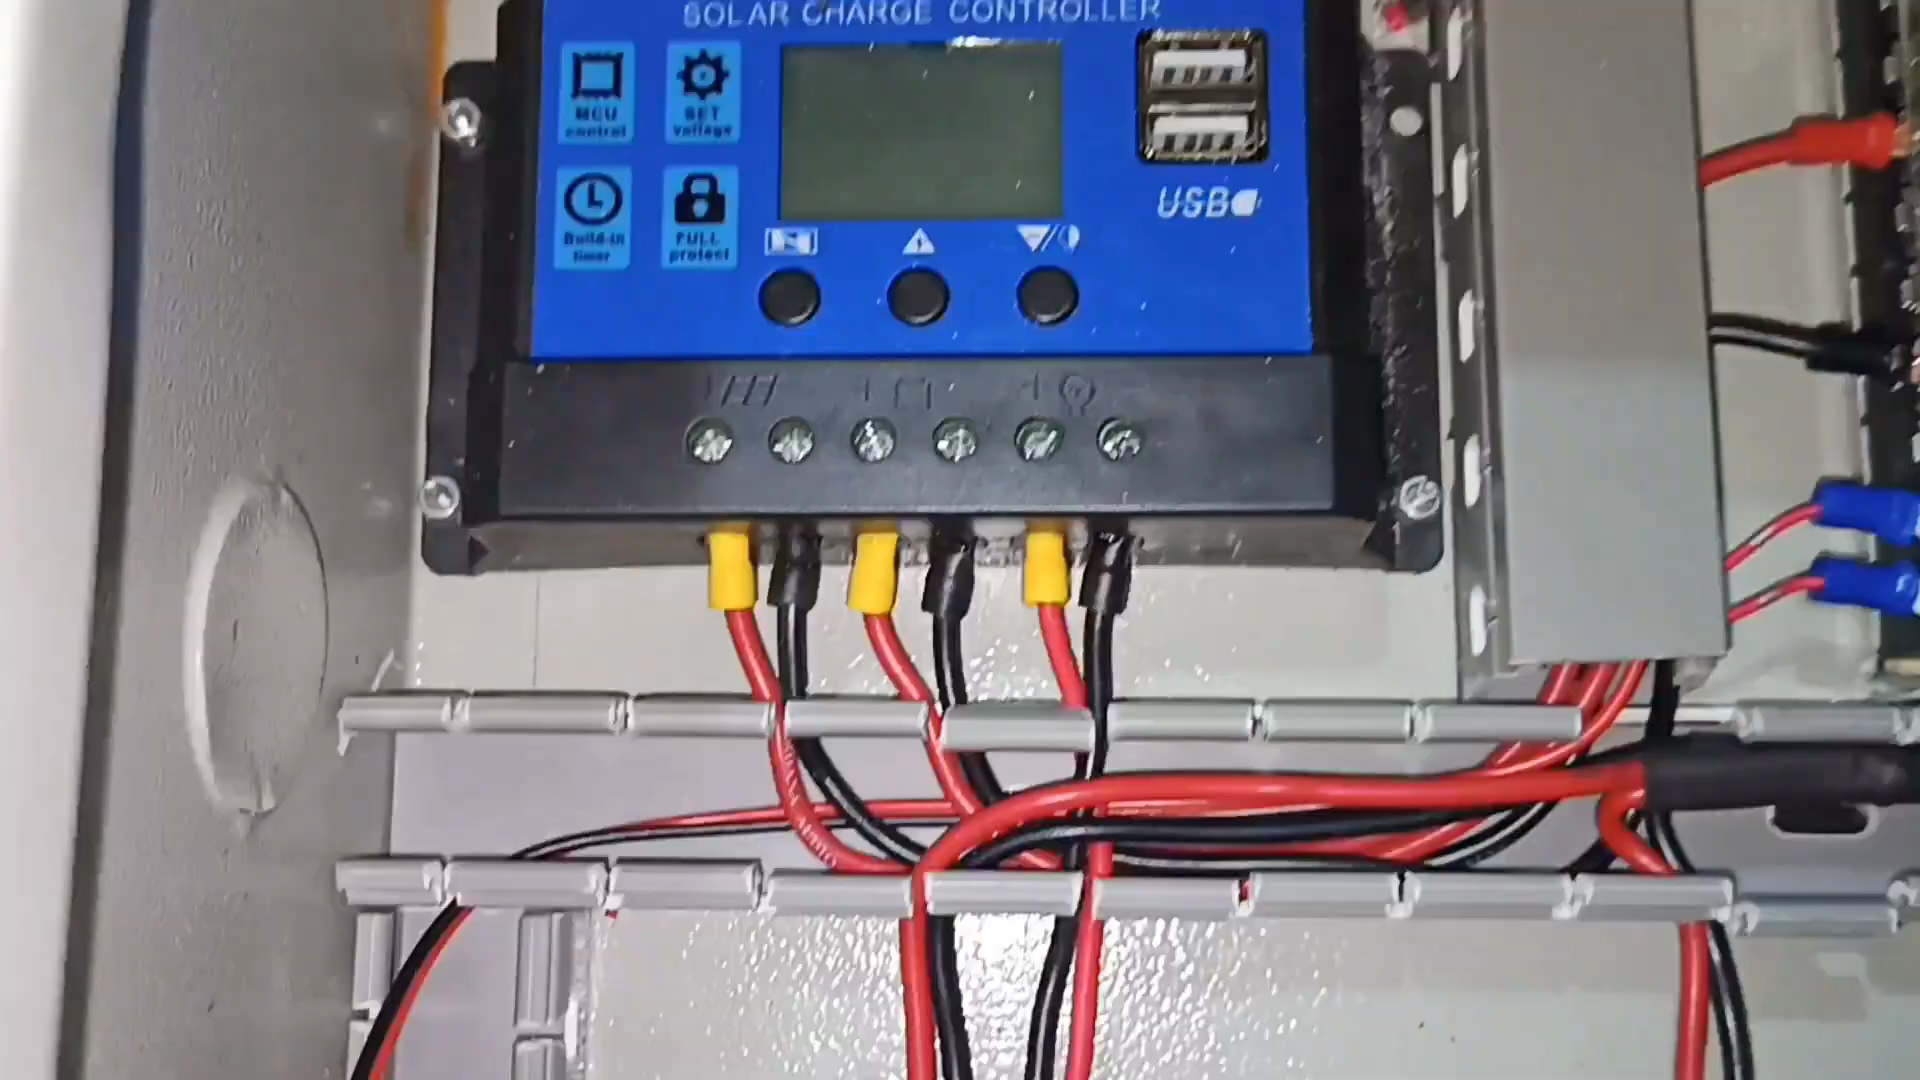 SOLAR CHARGE CONTROLLER
MCU
control
SET
voltage
Build-in
timer
FULL
protect
USB